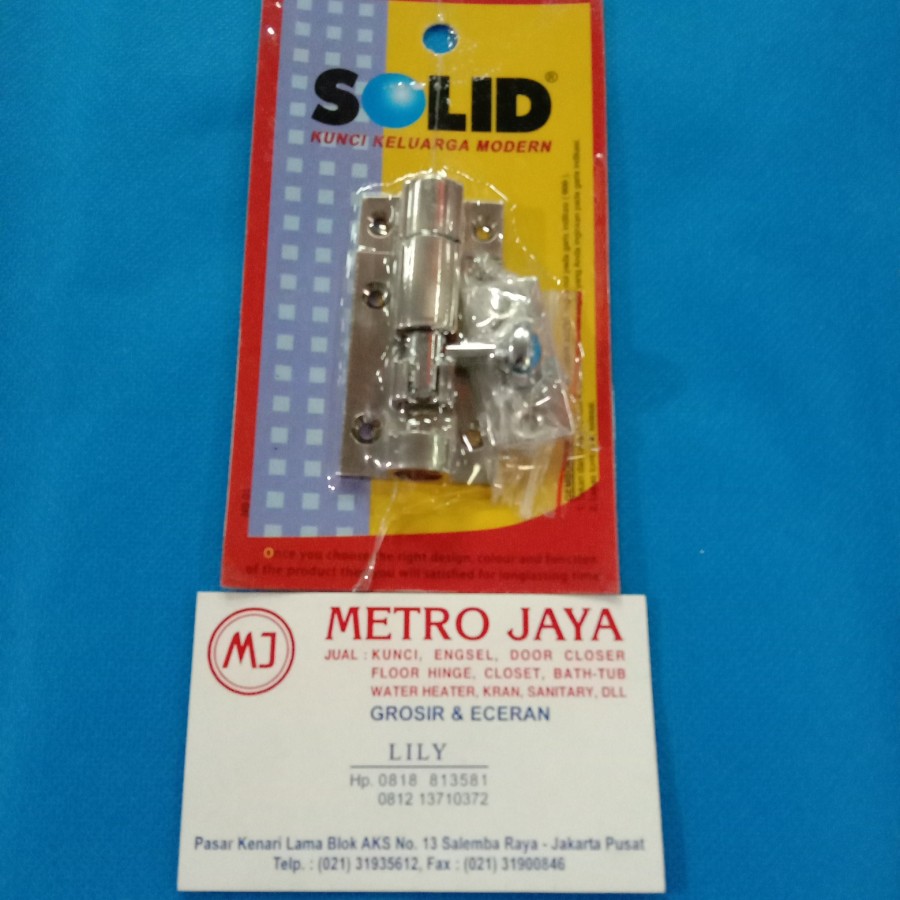 SOLID®
KUNCI KELUARGA MODERN
Once you choose the right design, colour and function
of the product then you will satisfied for longlassing time
MJ
METRO JAYA
JUAL : KUNCI, ENGSEL, DOOR CLOSER
FLOOR HINGE, CLOSET, BATH-TUB
WATER HEATER, KRAN, SANITARY, DLL
GROSIR & ECERAN
LILY
Hp. 0818 813581
0812 13710372
Pasar Kenari Lama Blok AKS No. 13 Salemba Raya - Jakarta Pusat
Telp. : (021) 31935612, Fax : (021) 31900846